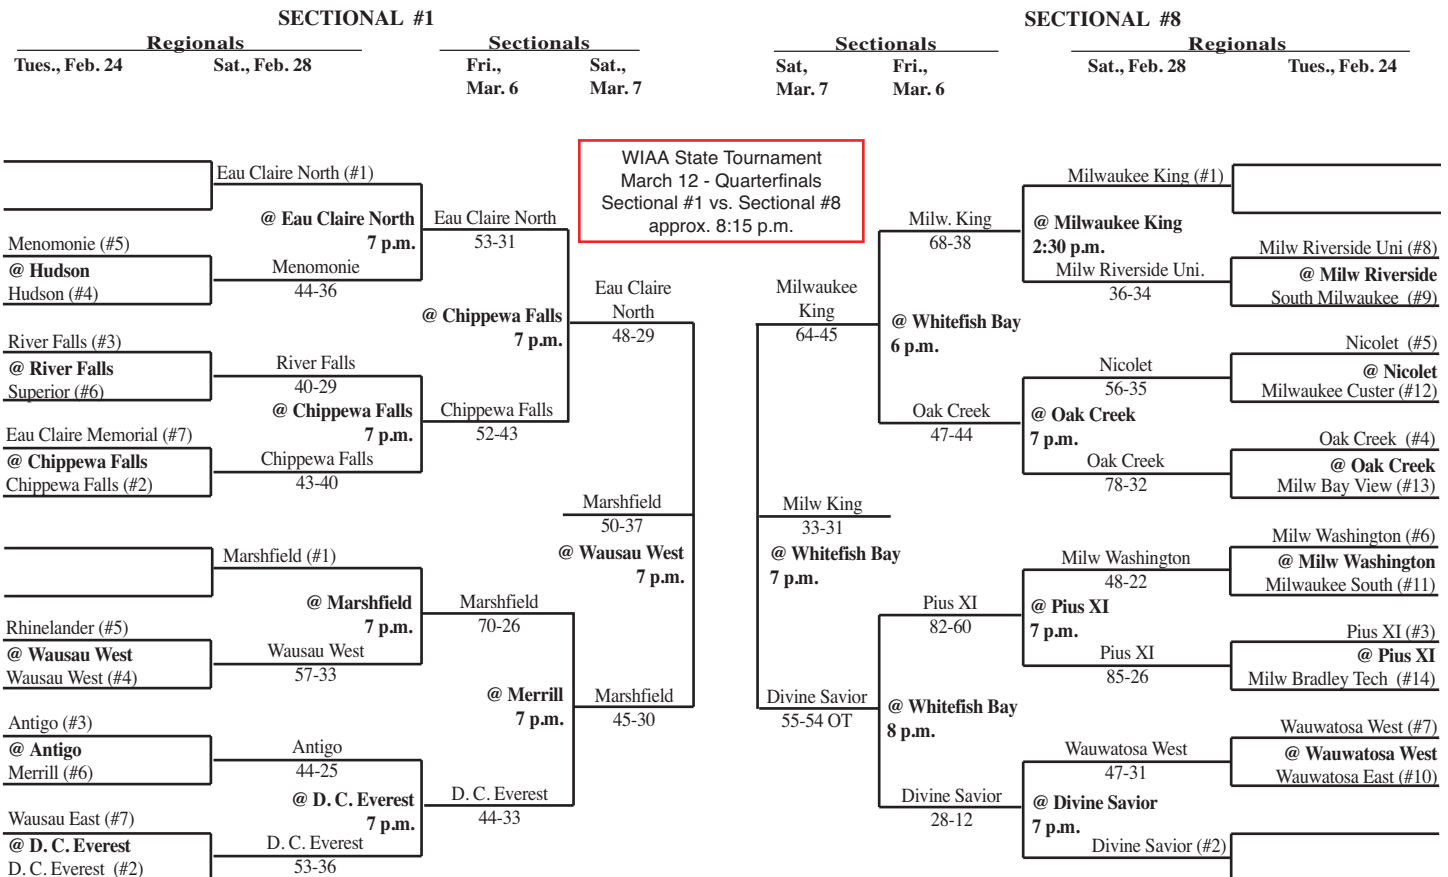 SECTIONAL #1
Regionals
Sectionals
Tues., Feb. 24
Sat., Feb. 28
Fri.,
Mar. 6
Sat.,
Mar. 7
Eau Claire North (#1)
@ Eau Claire North
7 p.m.
Menomonie (#5)
@ Hudson
Hudson (#4)
Menomonie
44-36
Eau Claire North
53-31
River Falls (#3)
@ River Falls
Superior (#6)
River Falls
40-29
@ Chippewa Falls
7 p.m.
Eau Claire Memorial (#7)
@ Chippewa Falls
Chippewa Falls (#2)
Chippewa Falls
43-40
Chippewa Falls
52-43
@ Chippewa Falls
7 p.m.
Eau Claire
North
48-29
Marshfield
50-37
@ Wausau West
7 p.m.
Marshfield (#1)
@ Marshfield
7 p.m.
Rhinelander (#5)
@ Wausau West
Wausau West (#4)
Wausau West
57-33
Marshfield
70-26
@ Merrill
7 p.m.
Marshfield
45-30
Antigo (#3)
@ Antigo
Merrill (#6)
Antigo
44-25
@ D. C. Everest
7 p.m.
Wausau East (#7)
@ D. C. Everest
D. C. Everest (#2)
D. C. Everest
53-36
D. C. Everest
44-33
WIAA State Tournament
March 12 - Quarterfinals
Sectional #1 vs. Sectional #8
approx. 8:15 p.m.
SECTIONAL #8
Sectionals
Regionals
Sat,
Mar. 7
Fri.,
Mar. 6
Sat., Feb. 28
Tues., Feb. 24
Milwaukee King (#1)
@ Milwaukee King
2:30 p.m.
Milw. King
68-38
Milw Riverside Uni (#8)
@ Milw Riverside
South Milwaukee (#9)
Milw Riverside Uni.
36-34
Milwaukee
King
64-45
@ Whitefish Bay
6 p.m.
Nicolet (#5)
@ Nicolet
Milwaukee Custer (#12)
Nicolet
56-35
@ Oak Creek
7 p.m.
Oak Creek
47-44
Oak Creek (#4)
@ Oak Creek
Milw Bay View (#13)
Oak Creek
78-32
Milw King
33-31
@ Whitefish Bay
7 p.m.
Milw Washington (#6)
@ Milw Washington
Milwaukee South (#11)
Milw Washington
48-22
@ Pius XI
7 p.m.
Pius XI
82-60
Pius XI (#3)
@ Pius XI
Milw Bradley Tech (#14)
Pius XI
85-26
Divine Savior
55-54 OT
@ Whitefish Bay
8 p.m.
Wauwatosa West (#7)
@ Wauwatosa West
Wauwatosa East (#10)
Wauwatosa West
47-31
@ Divine Savior
7 p.m.
Divine Savior
28-12
Divine Savior (#2)